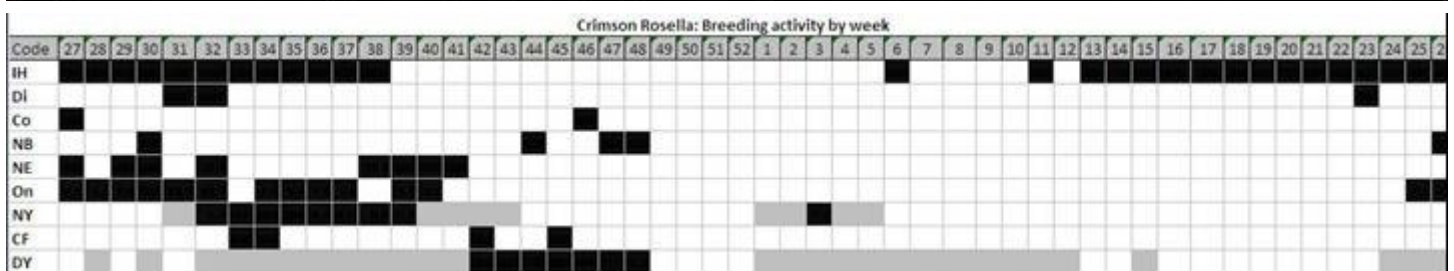 Crimson Rosella: Breeding activity by week
Code 27 28 29 30 31 32 33 34 35 36 37 38 39 40 41 42 43 44 45 46 47 48 49 50 51 52 1 2 3 4 5 6 7 8 9 10 11 12 13 14 15 16 17 18 19 20 21 22 23 24 25 2
IH
Di
Co
NB
NE
On
NY
CF
DY